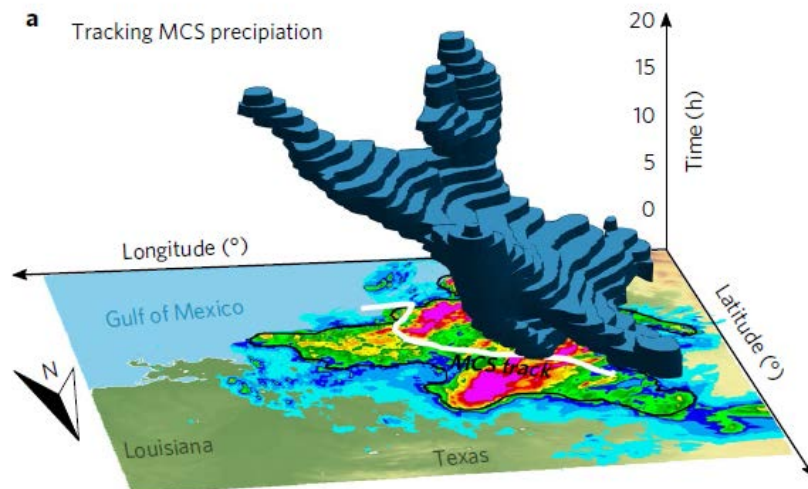 a
Tracking MCS precipiation
20
15
10
5
0
Time (h)
Longitude (°)
Latitude (°)
Gulf of Mexico
MCS track
N
Louisiana
Texas